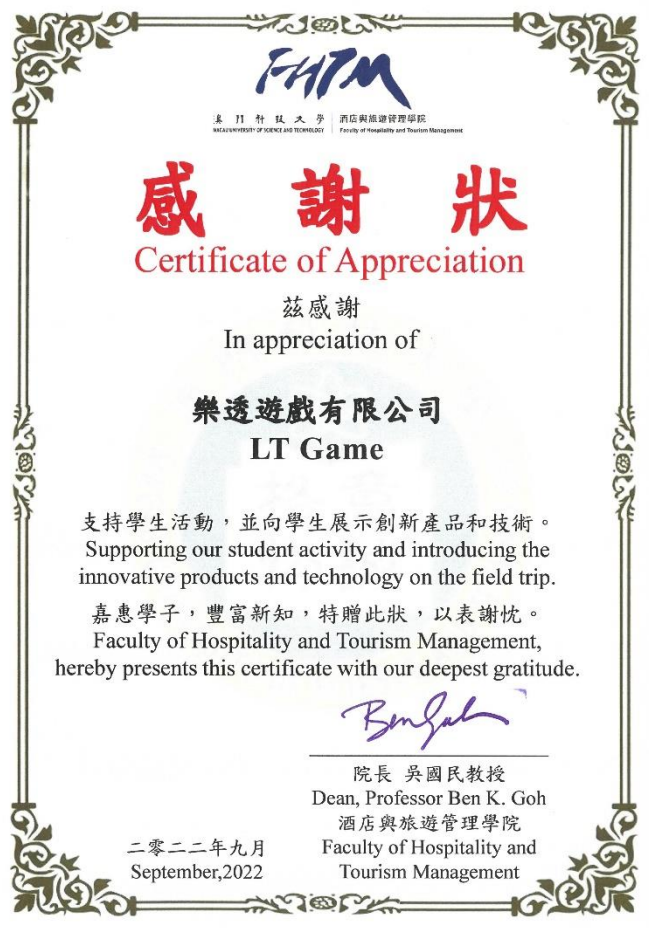 FHTM
澳門科技大學 酒店與旅遊管理學院
MACAU UNIVERSITY OF SCIENCE AND TECHNOLOGY Faculty of Hospitality and Tourism Management
感謝狀
Certificate of Appreciation
茲感謝
In appreciation of
樂透遊戲有限公司
LT Game
支持學生活動，並向學生展示創新產品和技術。
Supporting our student activity and introducing the
innovative products and technology on the field trip.
嘉惠學子，豐富新知，特贈此狀，以表謝忱。
Faculty of Hospitality and Tourism Management,
hereby presents this certificate with our deepest gratitude.
Ben Goh
院長 吳國民教授
Dean, Professor Ben K. Goh
酒店與旅遊管理學院
Faculty of Hospitality and
Tourism Management
二零二二年九月
September,2022